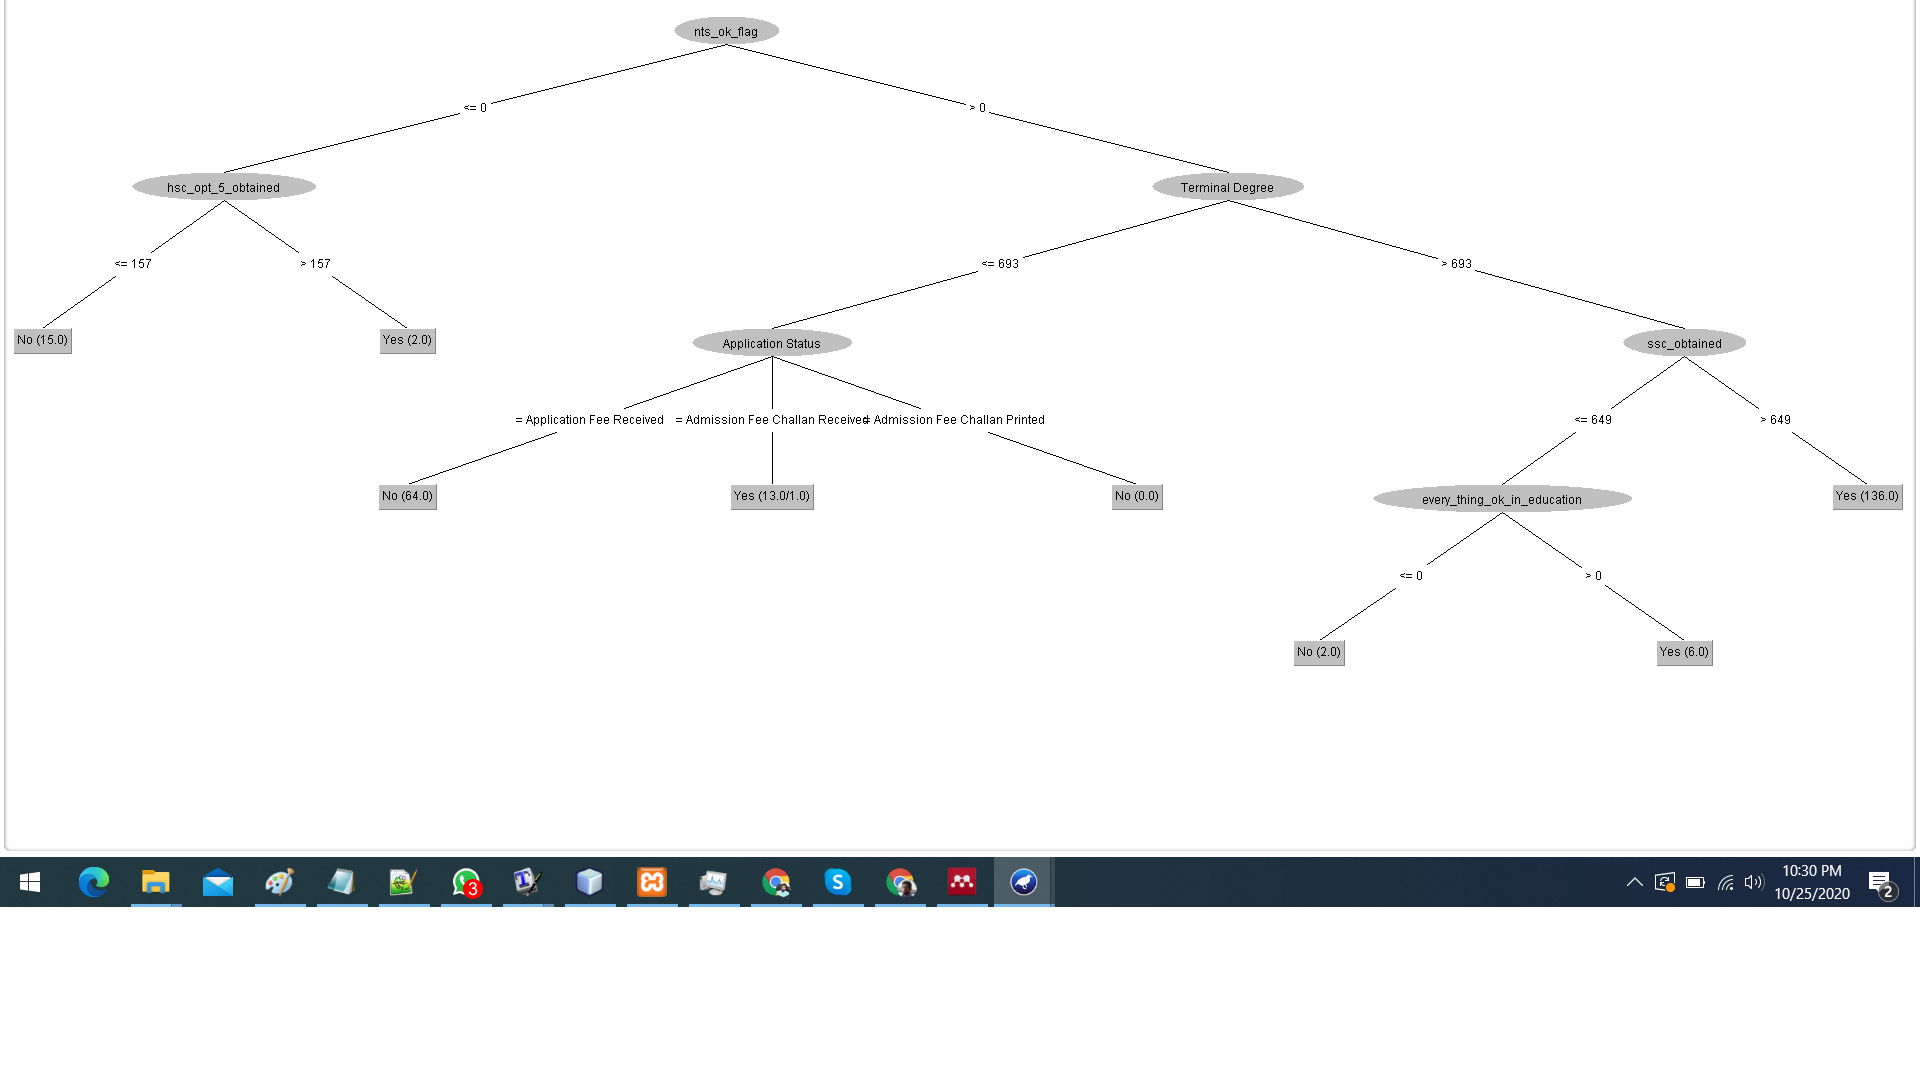 nts_ok_flag
<= 0
> 0
hsc_opt_5_obtained
Terminal Degree
<= 157
> 157
<= 693
> 693
No (15.0)
Yes (2.0)
Application Status
ssc_obtained
= Application Fee Received
= Admission Fee Challan Received
= Admission Fee Challan Printed
<= 649
> 649
No (64.0)
Yes (13.0/1.0)
No (0.0)
every_thing_ok_in_education
Yes (136.0)
<= 0
> 0
No (2.0)
Yes (6.0)
3
S
10:30 PM
10/25/2020
2